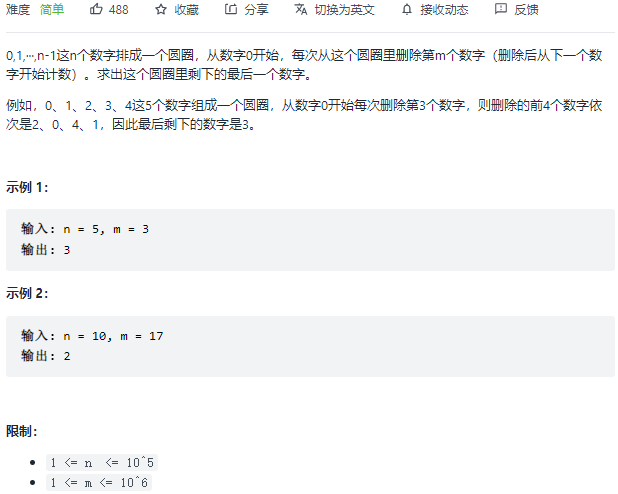 难度 简单 488 收藏 分享 切换为英文 接收动态 反馈
0,1,···,n-1这n个数字排成一个圆圈，从数字0开始，每次从这个圆圈里删除第m个数字（删除后从下一个数
字开始计数）。求出这个圆圈里剩下的最后一个数字。
例如，0、1、2、3、4这5个数字组成一个圆圈，从数字0开始每次删除第3个数字，则删除的前4个数字依
次是2、0、4、1，因此最后剩下的数字是3。
示例 1：
输入: n = 5, m = 3
输出: 3
示例 2：
输入: n = 10, m = 17
输出: 2
限制：
1 <= n <= 10^5
1 <= m <= 10^6